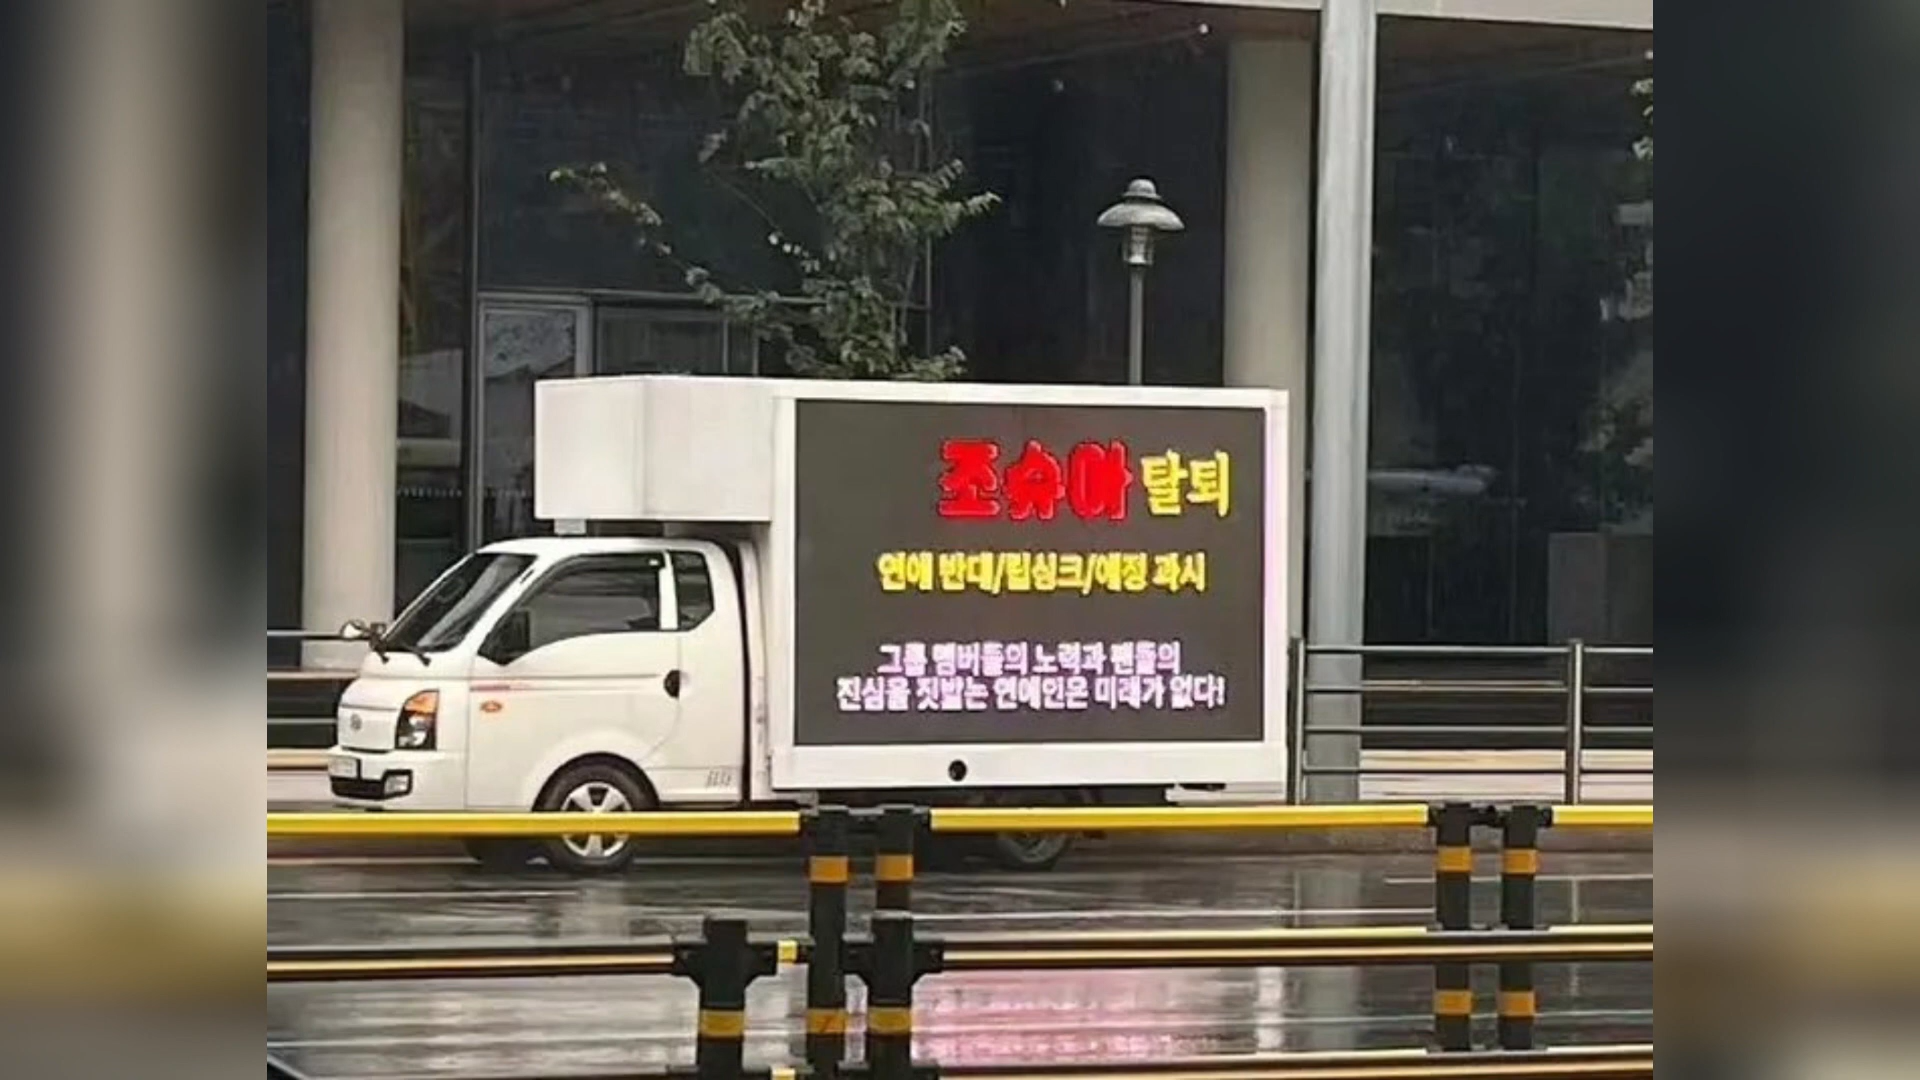 조슈아 탈퇴
연애 반대/립싱크/애정 과시
그룹 멤버들의 노력과 팬들의
진심을 짓밟는 연예인은 미래가 없다!